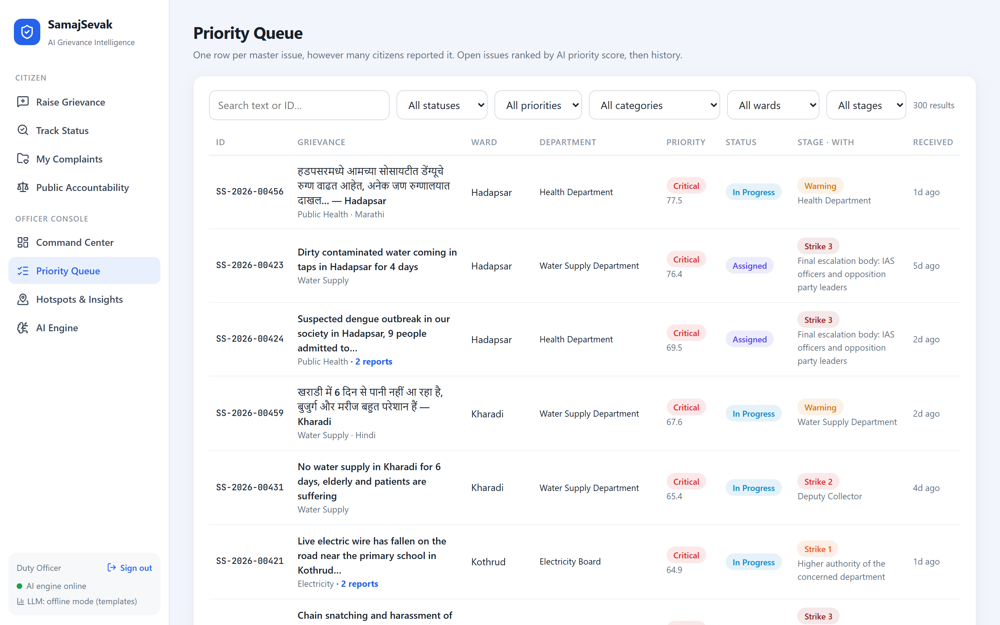 SamajSevak
AI Grievance Intelligence
CITIZEN
Raise Grievance
Track Status
My Complaints
Public Accountability
OFFICER CONSOLE
Command Center
Priority Queue
Hotspots & Insights
AI Engine
Duty Officer
Sign out
AI engine online
LLM: offline mode (templates)
Priority Queue
One row per master issue, however many citizens reported it. Open issues ranked by AI priority score, then history.
Search text or ID...
All statuses
All priorities
All categories
All wards
All stages
300 results
ID GRIEVANCE WARD DEPARTMENT PRIORITY STATUS STAGE · WITH RECEIVED
SS-2026-00456
हडपसरमध्ये आमच्या सोसायटीत डेंग्यूचे
रुग्ण वाढत आहेत, अनेक जण रुग्णालयात
दाखल... — Hadapsar
Public Health · Marathi
Hadapsar
Health Department
Critical
77.5
In Progress
Warning
Health Department
1d ago
SS-2026-00423
Dirty contaminated water coming in
taps in Hadapsar for 4 days
Water Supply
Hadapsar
Water Supply Department
Critical
76.4
Assigned
Strike 3
Final escalation body: IAS
officers and opposition
party leaders
5d ago
SS-2026-00424
Suspected dengue outbreak in our
society in Hadapsar, 9 people
admitted to...
Public Health · 2 reports
Hadapsar
Health Department
Critical
69.5
Assigned
Strike 3
Final escalation body: IAS
officers and opposition
party leaders
2d ago
SS-2026-00459
खराडी में 6 दिन से पानी नहीं आ रहा है,
बुजुर्ग और मरीज बहुत परेशान हैं —
Kharadi
Water Supply · Hindi
Kharadi
Water Supply Department
Critical
67.6
In Progress
Warning
Water Supply Department
2d ago
SS-2026-00431
No water supply in Kharadi for 6
days, elderly and patients are
suffering
Water Supply
Kharadi
Water Supply Department
Critical
65.4
In Progress
Strike 2
Deputy Collector
4d ago
SS-2026-00421
Live electric wire has fallen on the
road near the primary school in
Kothrud...
Electricity · 2 reports
Kothrud
Electricity Board
Critical
64.9
In Progress
Strike 1
Higher authority of the
concerned department
1d ago
Chain snatching and harassment of
Strike 3